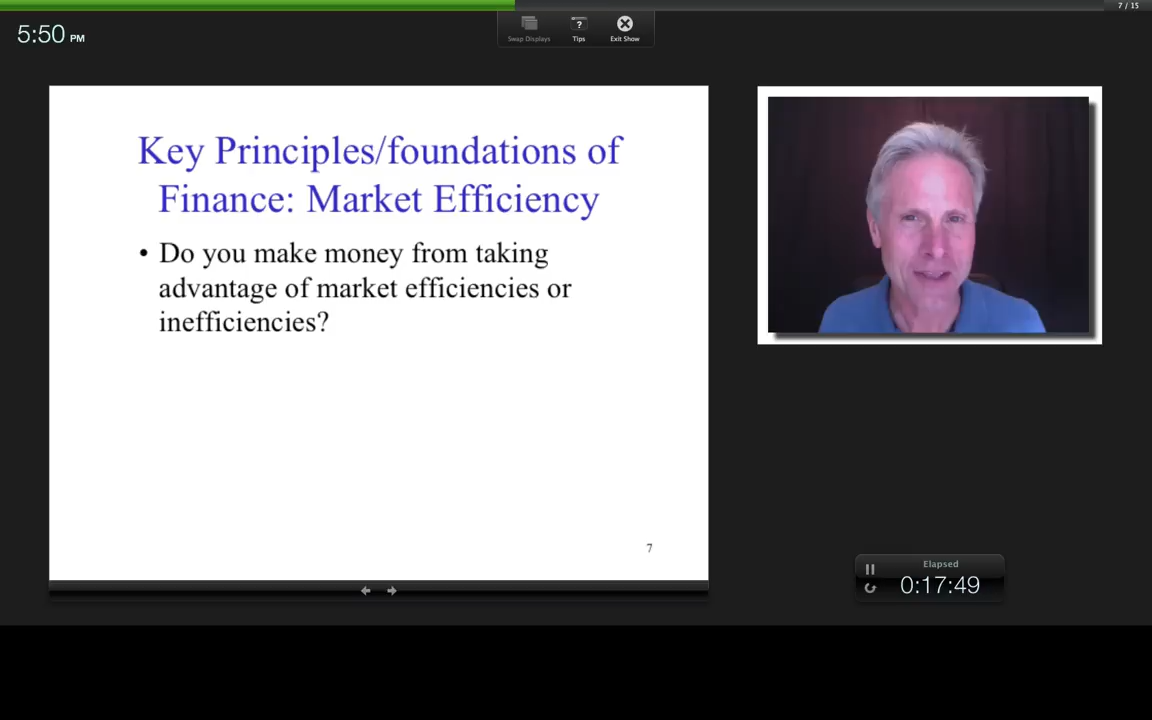 7 / 15
5:50 PM
Swap Displays
?
Tips
Exit Show
Key Principles/foundations of
Finance: Market Efficiency
• Do you make money from taking
advantage of market efficiencies or
inefficiencies?
7
Elapsed
0:17:49